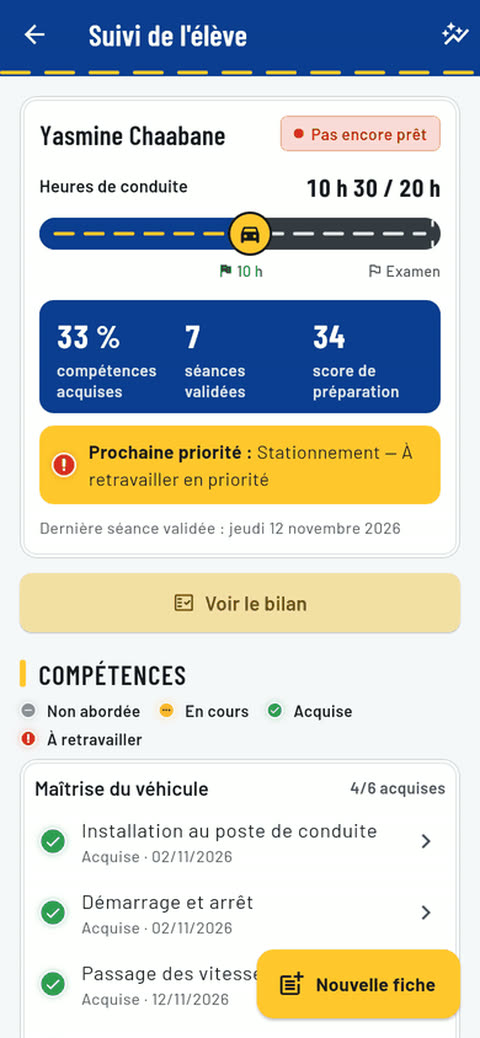 Suivi de l'élève
Yasmine Chaabane
Pas encore prêt
Heures de conduite
10 h 30 / 20 h
10 h
Examen
33 %
compétences
acquises
7
séances
validées
34
score de
préparation
Prochaine priorité : Stationnement — À
retravailler en priorité
Dernière séance validée : jeudi 12 novembre 2026
Voir le bilan
COMPÉTENCES
Non abordée
En cours
Acquise
À retravailler
Maîtrise du véhicule
4/6 acquises
Installation au poste de conduite
Acquise · 02/11/2026
Démarrage et arrêt
Acquise · 02/11/2026
Passage des
Acquise · 12/11/2026
Nouvelle fiche